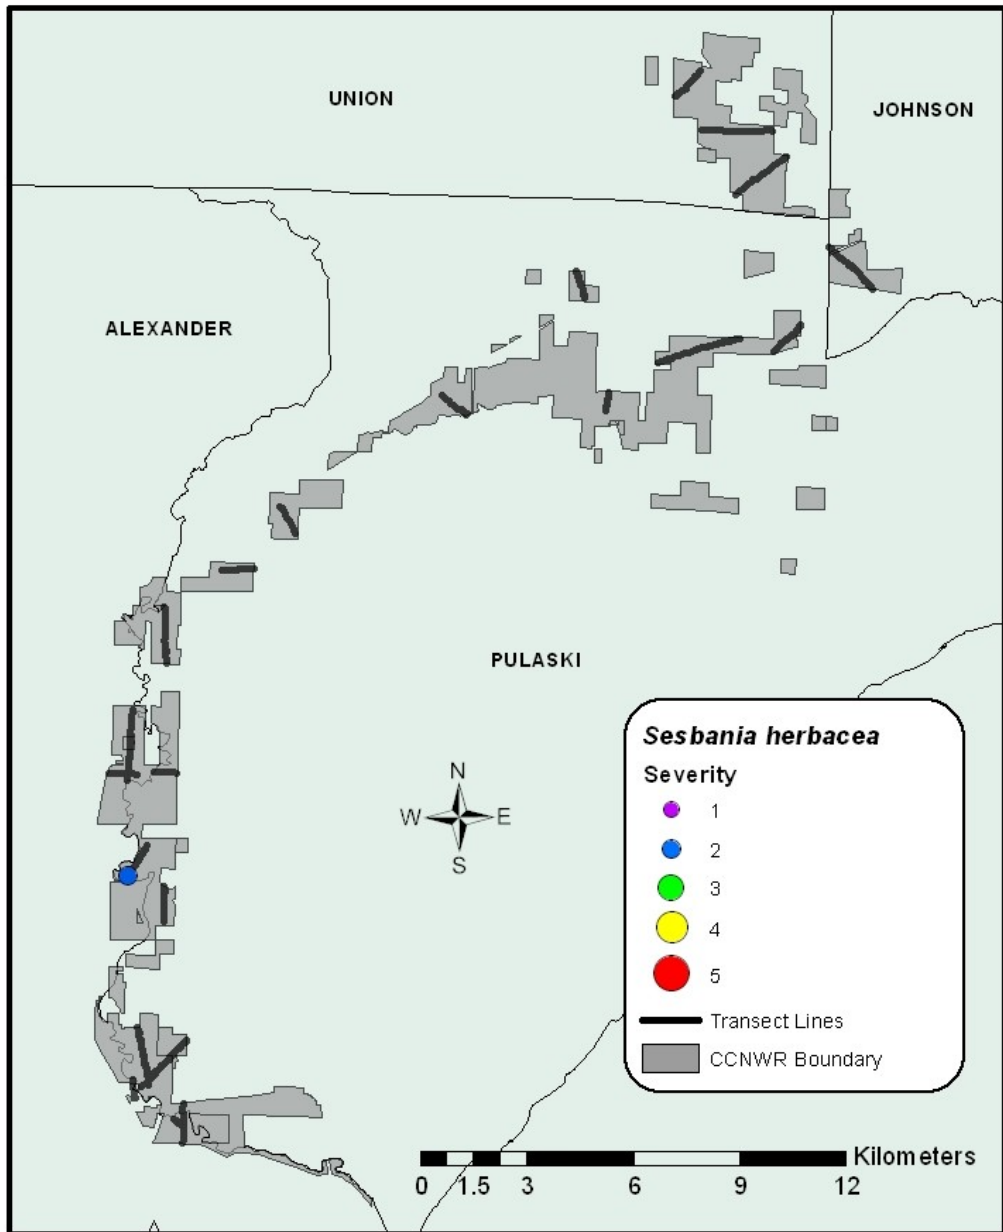 UNION
JOHNSON
ALEXANDER
PULASKI
N
W E
S
Sesbania herbacea
Severity
1
2
3
4
5
Transect Lines
CCNWR Boundary
Kilometers
0 1.5 3 6 9 12